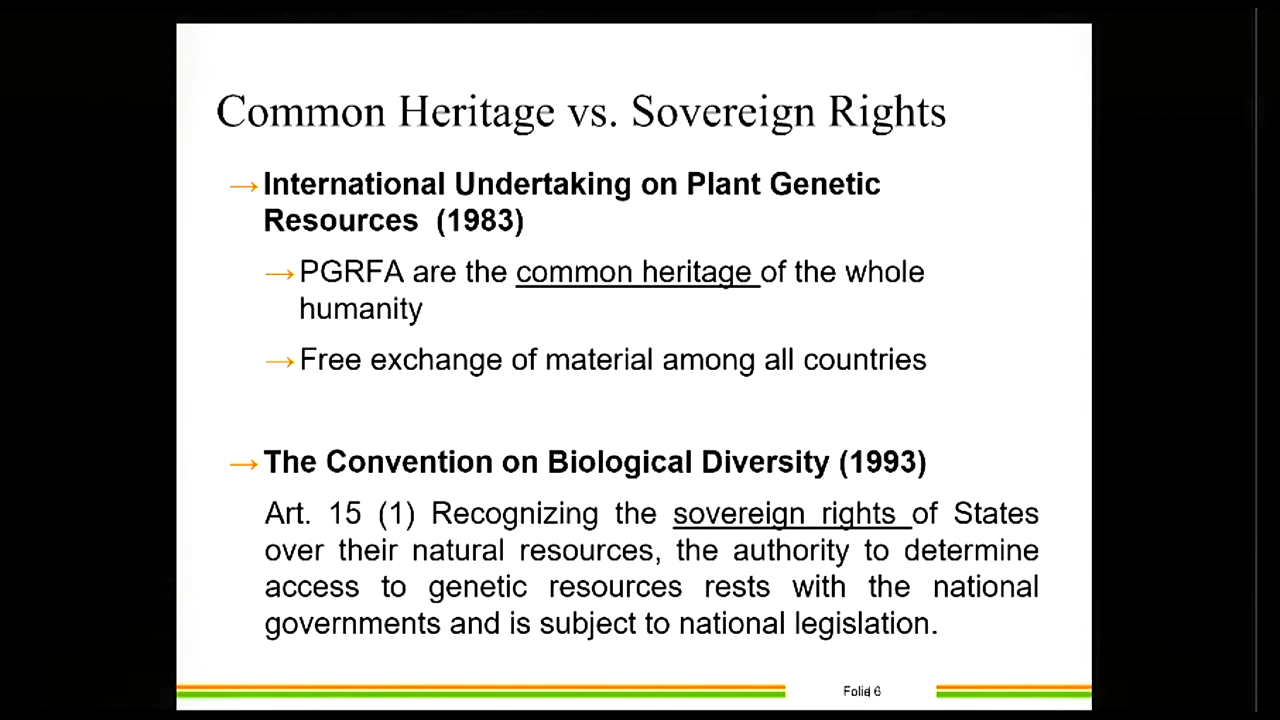 Common Heritage vs. Sovereign Rights
→ International Undertaking on Plant Genetic
Resources (1983)
→ PGRFA are the common heritage of the whole
humanity
→ Free exchange of material among all countries
→ The Convention on Biological Diversity (1993)
Art. 15 (1) Recognizing the sovereign rights of States
over their natural resources, the authority to determine
access to genetic resources rests with the national
governments and is subject to national legislation.
Folie 6